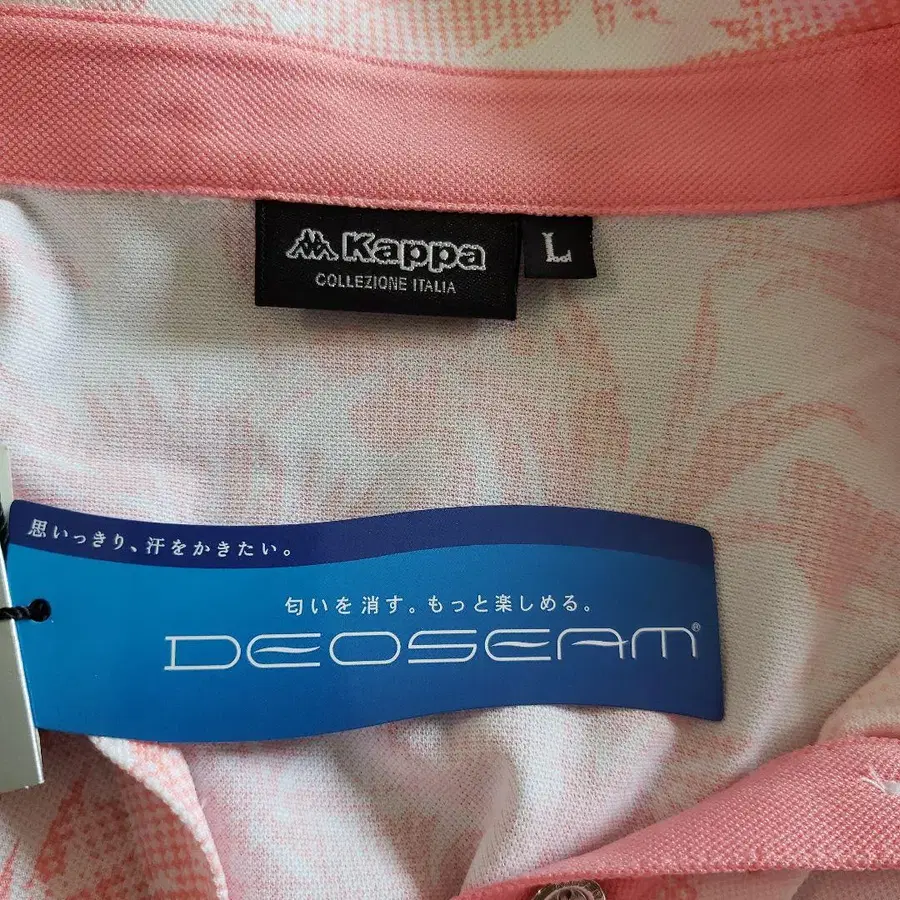 Kappa
COLLEZIONE ITALIA
L
思いっきり、汗をかきたい。
匂いを消す。もっと楽しめる。
DEOSEAM®